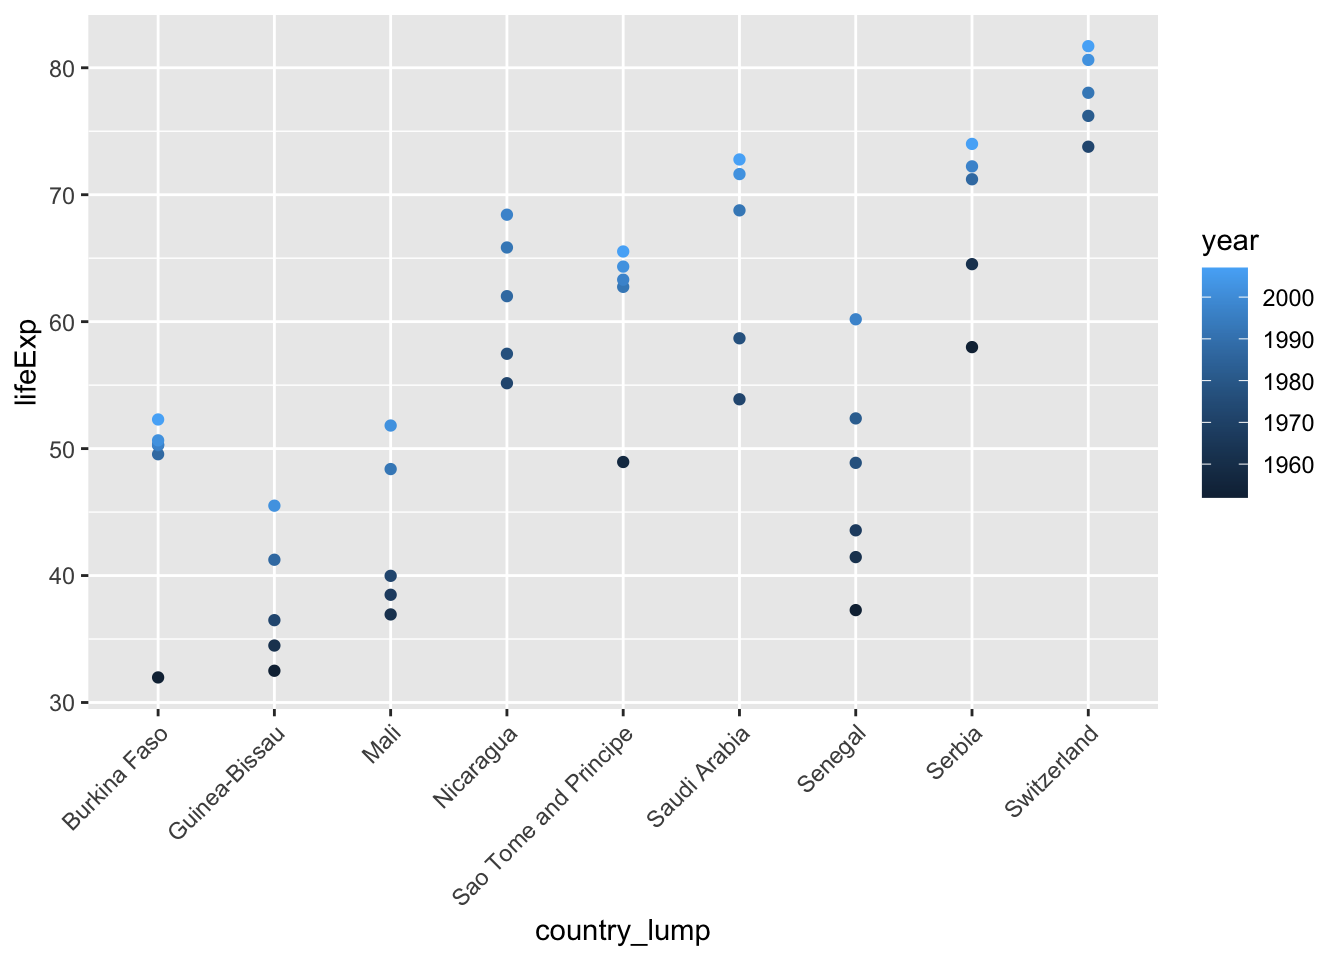 lifeExp
80
70
60
50
40
30
Burkina Faso
Guinea-Bissau
Mali
Nicaragua
Sao Tome and Principe
Saudi Arabia
Senegal
Serbia
Switzerland
country_lump
year
2000
1990
1980
1970
1960